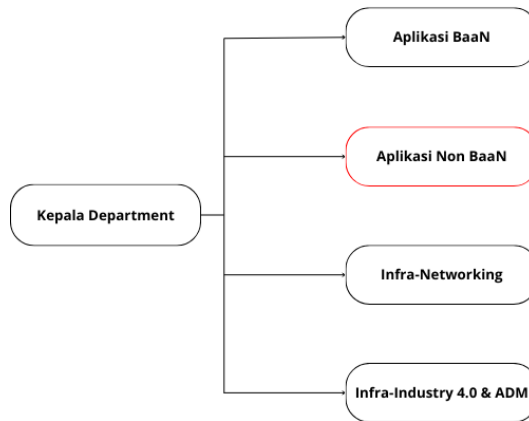 Aplikasi BaaN
Aplikasi Non BaaN
Kepala Department
Infra-Networking
Infra-Industry 4.0 & ADM